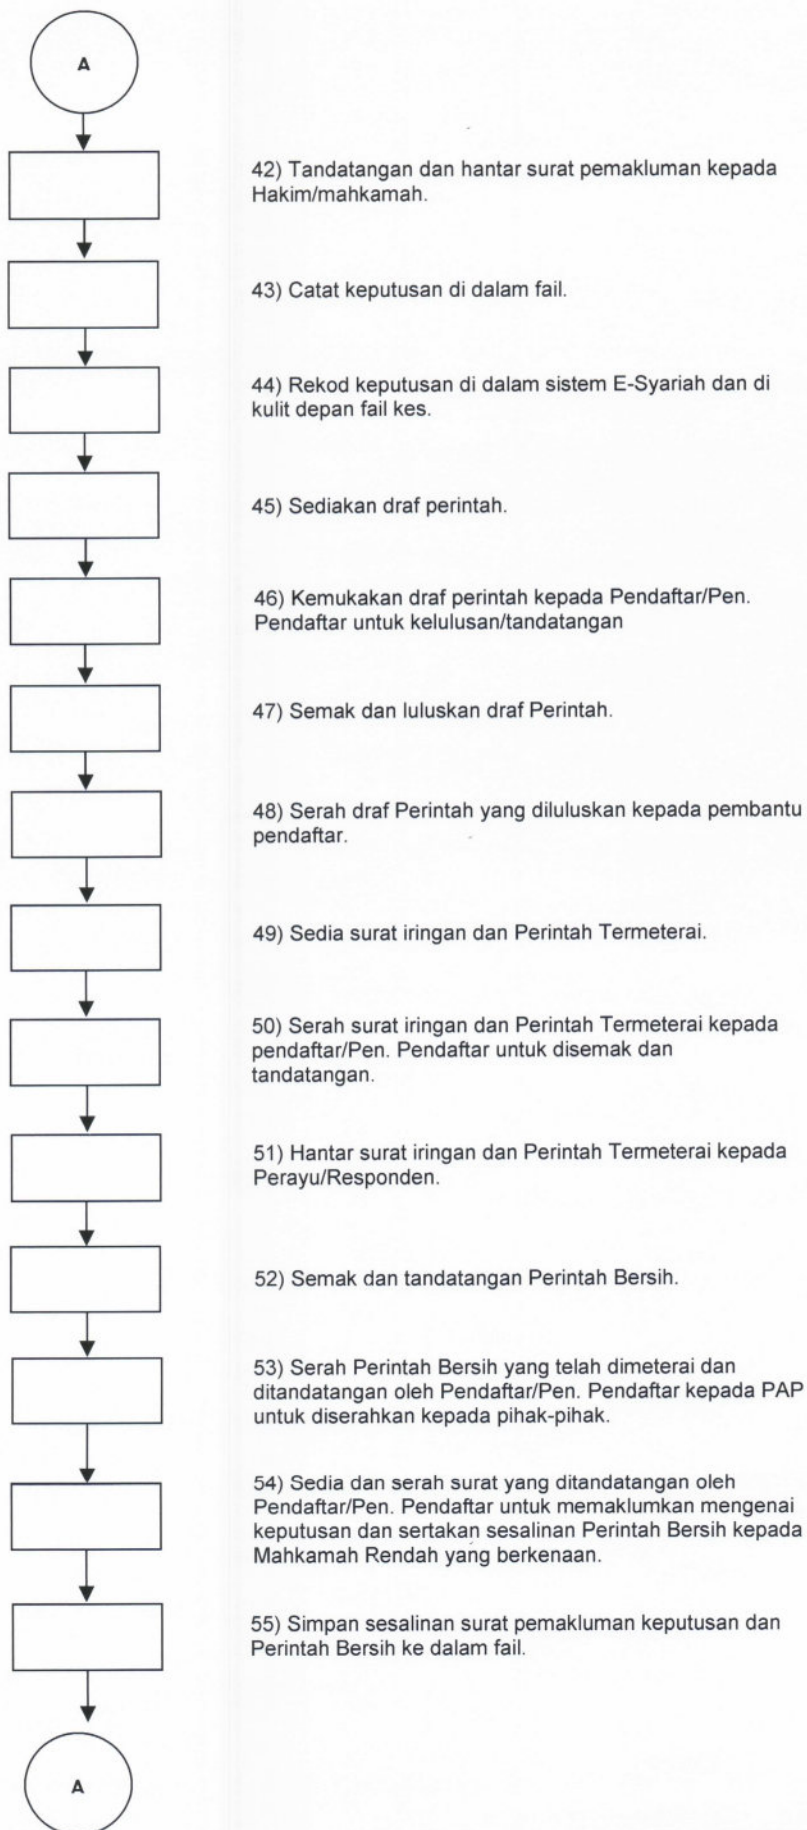 A
42) Tandatangan dan hantar surat pemakluman kepada
Hakim/mahkamah.
43) Catat keputusan di dalam fail.
44) Rekod keputusan di dalam sistem E-Syariah dan di
kulit depan fail kes.
45) Sediakan draf perintah.
46) Kemukakan draf perintah kepada Pendaftar/Pen.
Pendaftar untuk kelulusan/tandatangan
47) Semak dan luluskan draf Perintah.
48) Serah draf Perintah yang diluluskan kepada pembantu
pendaftar.
49) Sedia surat iringan dan Perintah Termeterai.
50) Serah surat iringan dan Perintah Termeterai kepada
pendaftar/Pen. Pendaftar untuk disemak dan
tandatangan.
51) Hantar surat iringan dan Perintah Termeterai kepada
Perayu/Responden.
52) Semak dan tandatangan Perintah Bersih.
53) Serah Perintah Bersih yang telah dimeterai dan
ditandatangan oleh Pendaftar/Pen. Pendaftar kepada PAP
untuk diserahkan kepada pihak-pihak.
54) Sedia dan serah surat yang ditandatangan oleh
Pendaftar/Pen. Pendaftar untuk memaklumkan mengenai
keputusan dan sertakan sesalinan Perintah Bersih kepada
Mahkamah Rendah yang berkenaan.
55) Simpan sesalinan surat pemakluman keputusan dan
Perintah Bersih ke dalam fail.
A